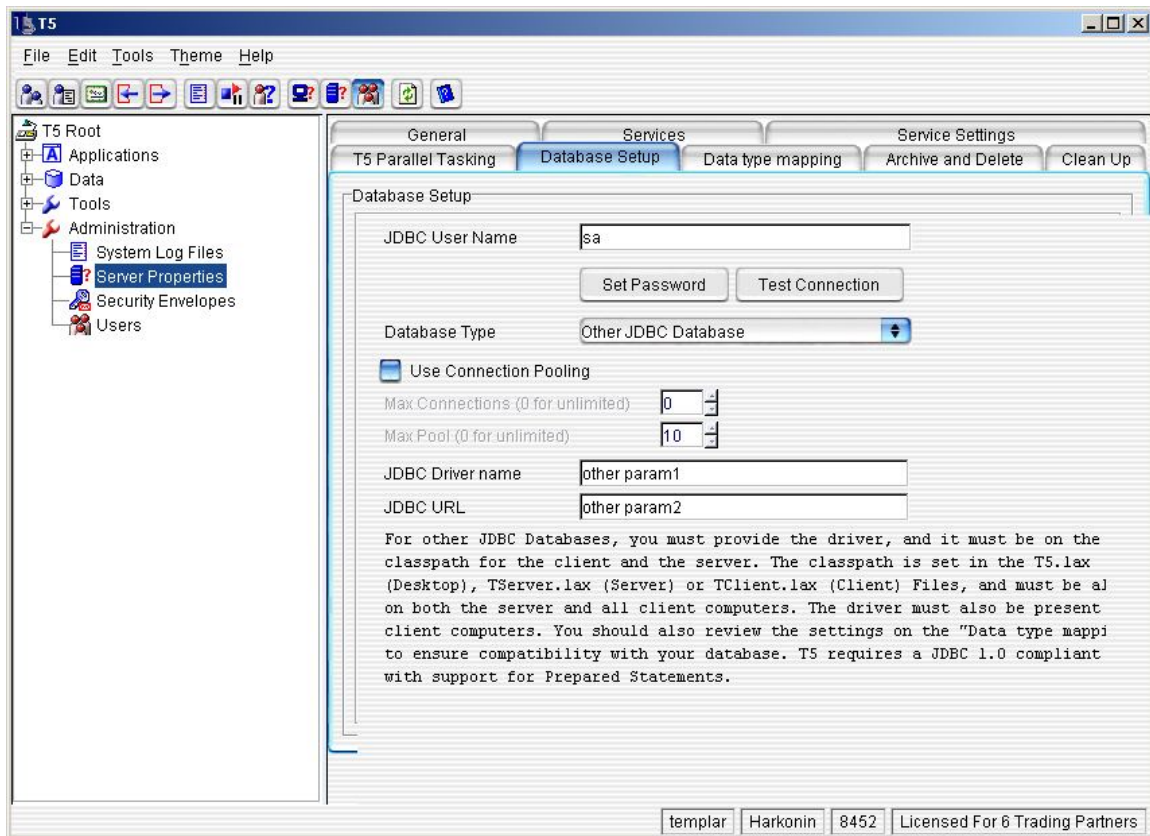 T5
File Edit Tools Theme Help
T5 Root
Applications
Data
Tools
Administration
System Log Files
Server Properties
Security Envelopes
Users
General Services Service Settings
T5 Parallel Tasking Database Setup Data type mapping Archive and Delete Clean Up
Database Setup
JDBC User Name sa
Set Password Test Connection
Database Type Other JDBC Database
Use Connection Pooling
Max Connections (0 for unlimited) 0
Max Pool (0 for unlimited) 10
JDBC Driver name other param1
JDBC URL other param2
For other JDBC Databases, you must provide the driver, and it must be on the
classpath for the client and the server. The classpath is set in the T5.lax
(Desktop), TServer.lax (Server) or TClient.lax (Client) Files, and must be
on both the server and all client computers. The driver must also be present
client computers. You should also review the settings on the "Data type mappi
to ensure compatibility with your database. T5 requires a JDBC 1.0 compliant
with support for Prepared Statements.
templar Harkonin 8452 Licensed For 6 Trading Partners